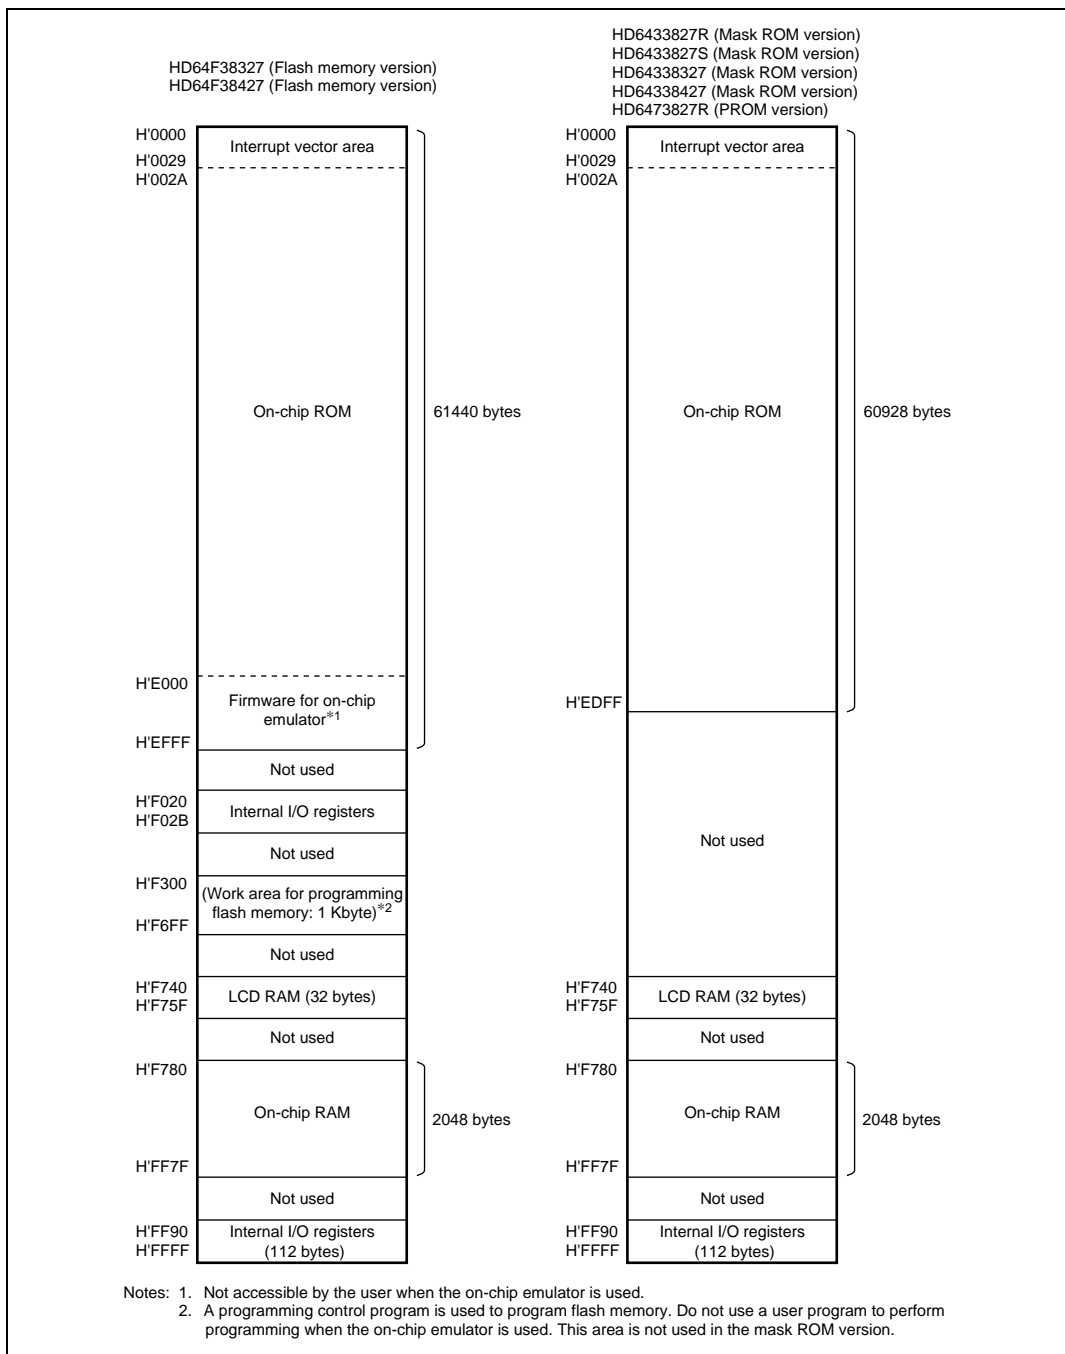 HD64F38327 (Flash memory version)
HD64F38427 (Flash memory version)
H'0000
Interrupt vector area
H'0029
H'002A
On-chip ROM
61440 bytes
H'E000
Firmware for on-chip
emulator*1
H'EFFF
Not used
H'F020
Internal I/O registers
H'F02B
Not used
H'F300
(Work area for programming
flash memory: 1 Kbyte)*2
H'F6FF
Not used
H'F740
LCD RAM (32 bytes)
H'F75F
Not used
H'F780
On-chip RAM
2048 bytes
H'FF7F
Not used
H'FF90
Internal I/O registers
H'FFFF
(112 bytes)
HD6433827R (Mask ROM version)
HD6433827S (Mask ROM version)
HD64338327 (Mask ROM version)
HD64338427 (Mask ROM version)
HD6473827R (PROM version)
H'0000
Interrupt vector area
H'0029
H'002A
On-chip ROM
60928 bytes
H'EDFF
Not used
H'F740
LCD RAM (32 bytes)
H'F75F
Not used
H'F780
On-chip RAM
2048 bytes
H'FF7F
Not used
H'FF90
Internal I/O registers
H'FFFF
(112 bytes)
Notes: 1. Not accessible by the user when the on-chip emulator is used.
2. A programming control program is used to program flash memory. Do not use a user program to perform
programming when the on-chip emulator is used. This area is not used in the mask ROM version.